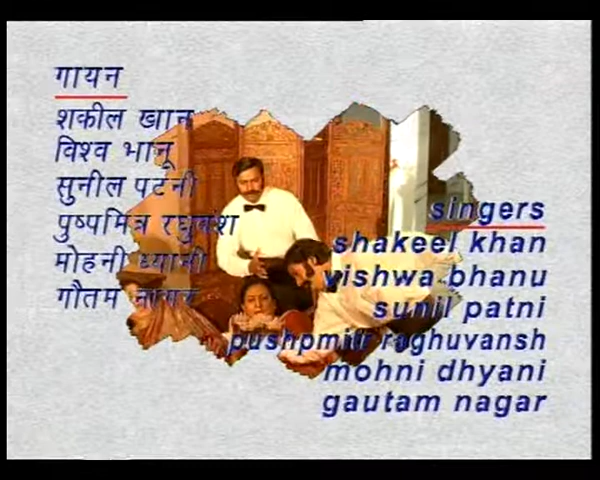 गायन
शकील खान
विश्व भानू
सुनील पटनी
पुष्पमित्र रघुवंश
मोहनी ध्यानी
गौतम नागर
singers
shakeel khan
vishwa bhanu
sunil patni
pushpmitr raghuvansh
mohni dhyani
gautam nagar